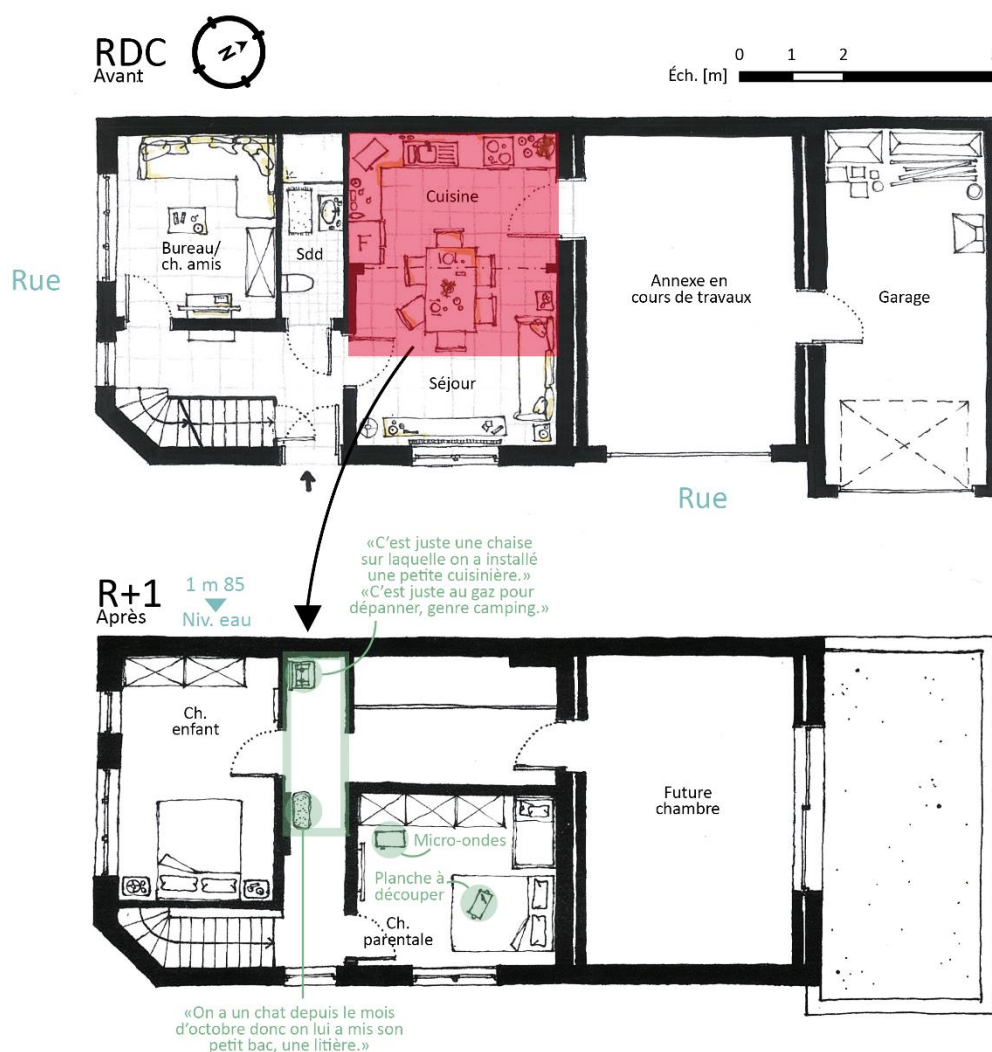 RDC
Avant
N
0 1 2
Éch. [m]
Cuisine
Bureau/
ch. amis
Sdd
F
Rue
Annexe en
cours de travaux
Garage
Séjour
Rue
«C’est juste une chaise
sur laquelle on a installé
une petite cuisinière.»
«C’est juste au gaz pour
dépanner, genre camping.»
R+1
Après
1 m 85
Niv. eau
Ch.
enfant
Future
chambre
Micro-ondes
Planche à
découper
Ch.
parentale
«On a un chat depuis le mois
d’octobre donc on lui a mis son
petit bac, une litière.»